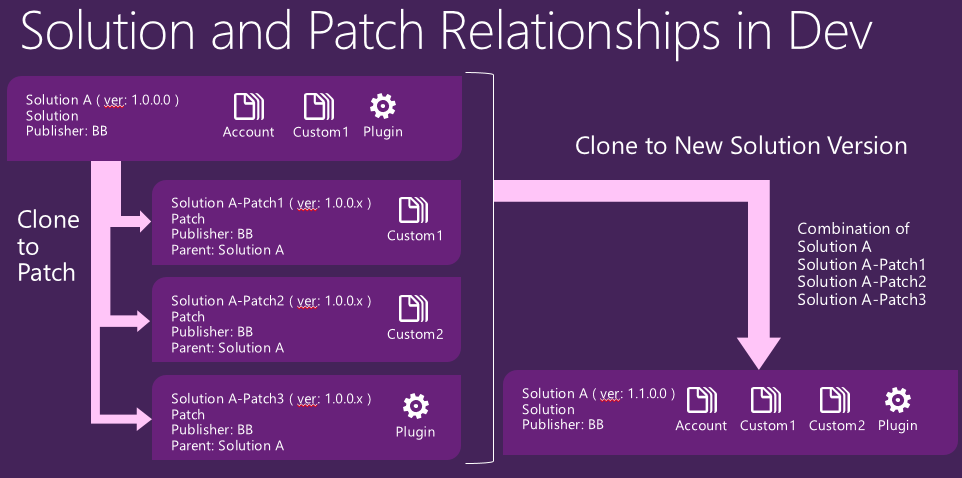 Solution and Patch Relationships in Dev
Solution A ( ver: 1.0.0.0 )
Solution
Publisher: BB
Account
Custom1
Plugin
Clone
to
Patch
Solution A-Patch1 ( ver: 1.0.0.x )
Patch
Publisher: BB
Parent: Solution A
Custom1
Solution A-Patch2 ( ver: 1.0.0.x )
Patch
Publisher: BB
Parent: Solution A
Custom2
Solution A-Patch3 ( ver: 1.0.0.x )
Patch
Publisher: BB
Parent: Solution A
Plugin
Clone to New Solution Version
Combination of
Solution A
Solution A-Patch1
Solution A-Patch2
Solution A-Patch3
Solution A ( ver: 1.1.0.0 )
Solution
Publisher: BB
Account
Custom1
Custom2
Plugin